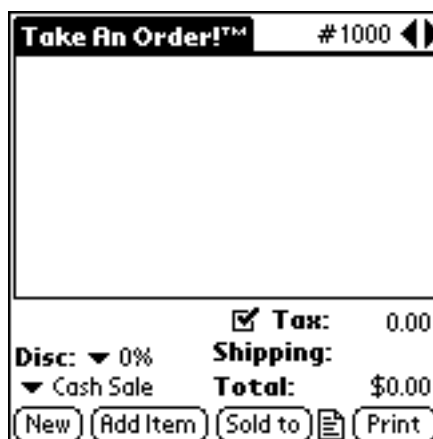 Take An Order!™ #1000
Tax: 0.00
Disc: 0% Shipping:
Cash Sale Total: $0.00
New Add Item Sold to Print